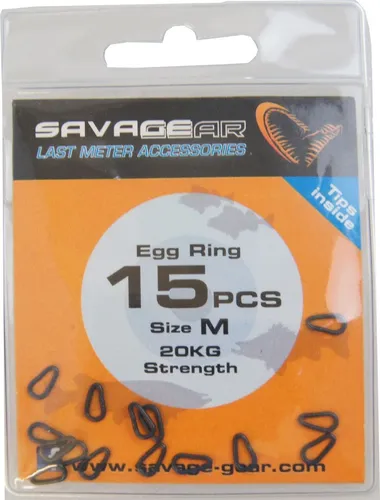 SAVAGEAR
LAST METER ACCESSORIES
Tips
inside
Egg Ring
15PCS
Size M
20KG
Strength
www.savage-gear.com